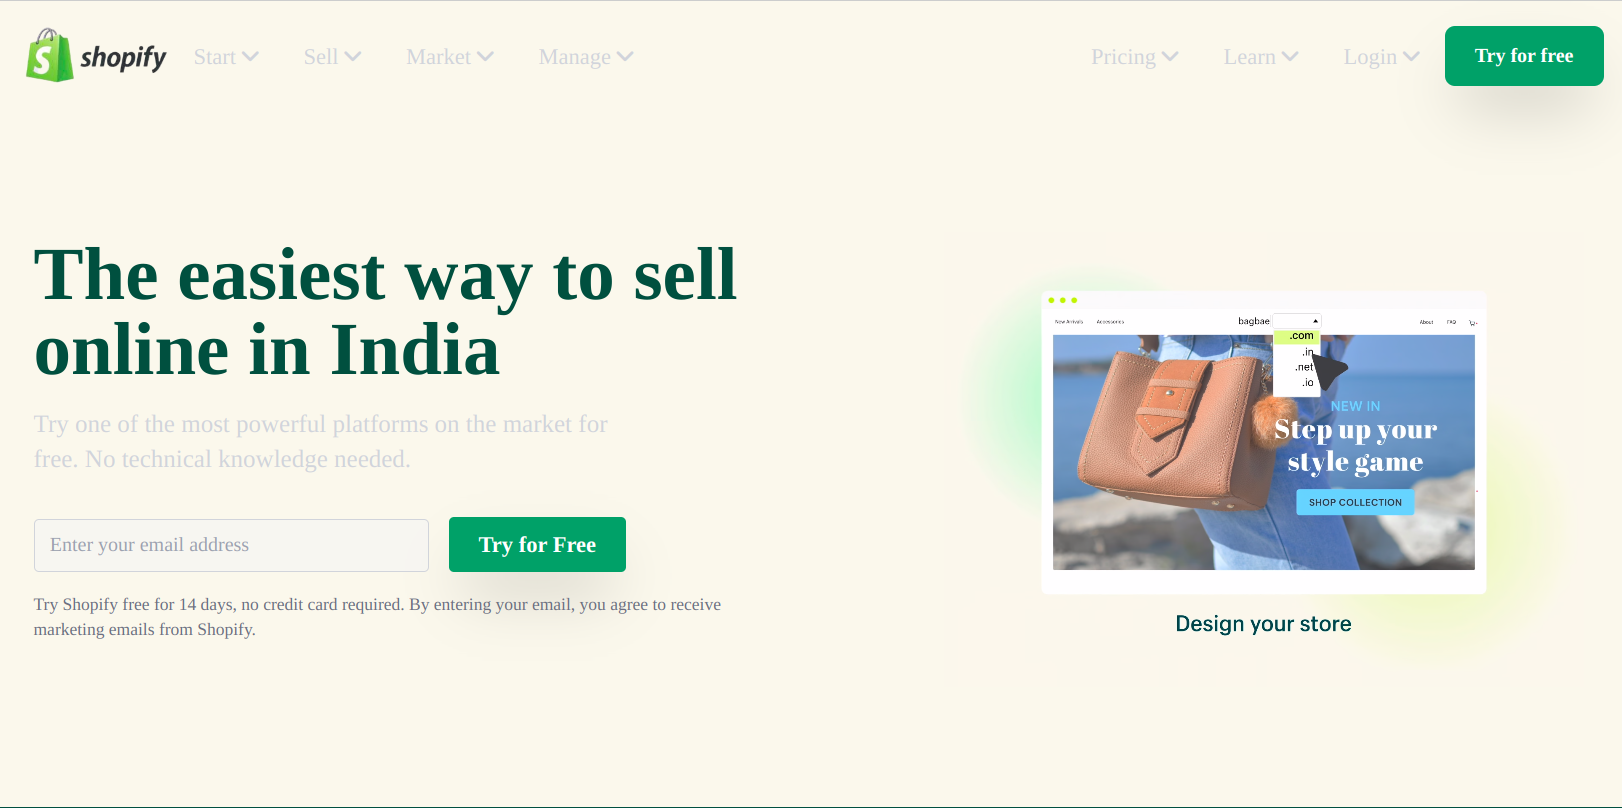 shopify
Start
Sell
Market
Manage
Pricing
Learn
Login
Try for free
The easiest way to sell
online in India
Try one of the most powerful platforms on the market for
free. No technical knowledge needed.
Enter your email address
Try for Free
Try Shopify free for 14 days, no credit card required. By entering your email, you agree to receive
marketing emails from Shopify.
New Arrivals
Accessories
bagbae
About
FAQ
.com
.in
.net
.io
NEW IN
Step up your
style game
SHOP COLLECTION
Design your store